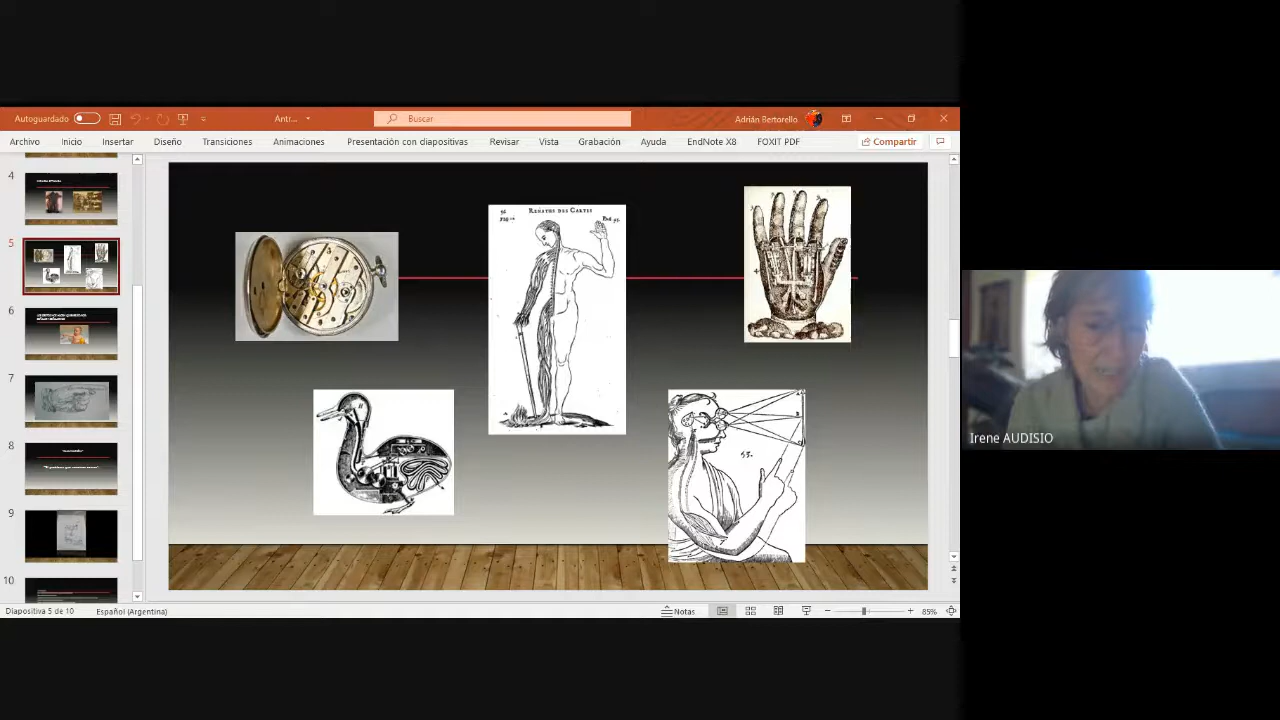 Autoguardado
Antr...
Buscar
Adrián Bertorello
Archivo Inicio Insertar Diseño Transiciones Animaciones Presentación con diapositivas Revisar Vista Grabación Ayuda EndNote X8 FOXIT PDF Compartir
4
5
6
7
8
9
10
RENATUS DES CARTES
Irene AUDISIO
Diapositiva 5 de 10 Español (Argentina) Notas 85%